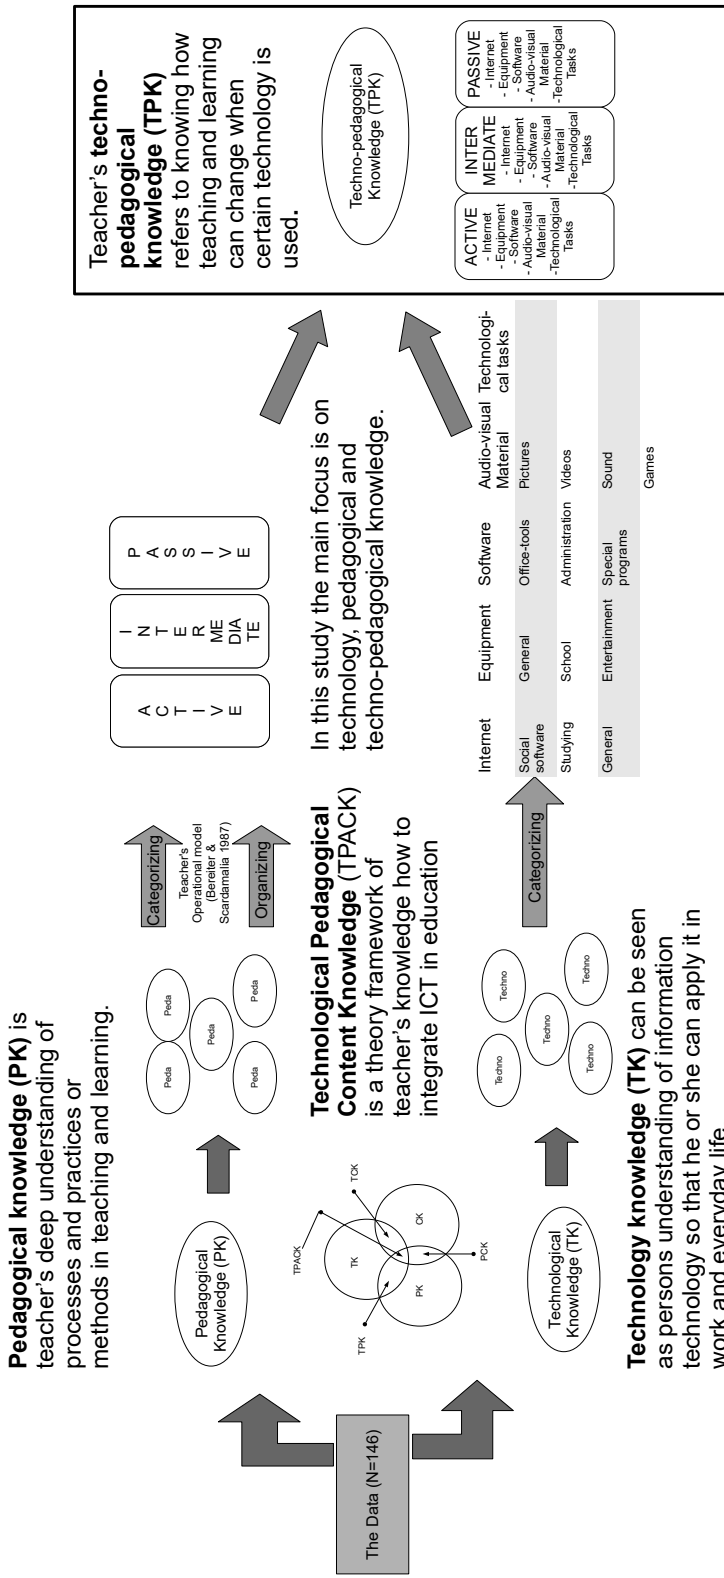 Pedagogical knowledge (PK) is
teacher's deep understanding of
processes and practices or
methods in teaching and learning.
The Data (N=146)
Pedagogical
Knowledge (PK)
Peda
Peda
Peda
Peda
Peda
Categorizing
Teacher's
Operational model
(Bereiter &
Scardamalia 1987)
Organizing
A
C
T
I
V
E
I
N
T
E
R
ME
DIA
TE
P
A
S
S
I
V
E
TPACK
TCK
TK
CK
PK
TPK
PCK
Technological Pedagogical
Content Knowledge (TPACK)
is a theory framework of
teacher's knowledge how to
integrate ICT in education
In this study the main focus is on
technology, pedagogical and
techno-pedagogical knowledge.
Technological
Knowledge (TK)
Techno
Techno
Techno
Techno
Techno
Categorizing
Internet Equipment Software Audio-visual Technologi-
Material cal tasks
Social General Office-tools Pictures
software
Studying School Administration Videos
General Entertainment Special Sound
programs
Games
Technology knowledge (TK) can be seen
as persons understanding of information
technology so that he or she can apply it in
work and everyday life
Teacher's techno-
pedagogical
knowledge (TPK)
refers to knowing how
teaching and learning
can change when
certain technology is
used.
Techno-pedagogical
Knowledge (TPK)
ACTIVE
- Internet
- Equipment
- Software
- Audio-visual
Material
-Technological
Tasks
INTER
MEDIATE
- Internet
- Equipment
- Software
- Audio-visual
Material
-Technological
Tasks
PASSIVE
- Internet
- Equipment
- Software
- Audio-visual
Material
-Technological
Tasks